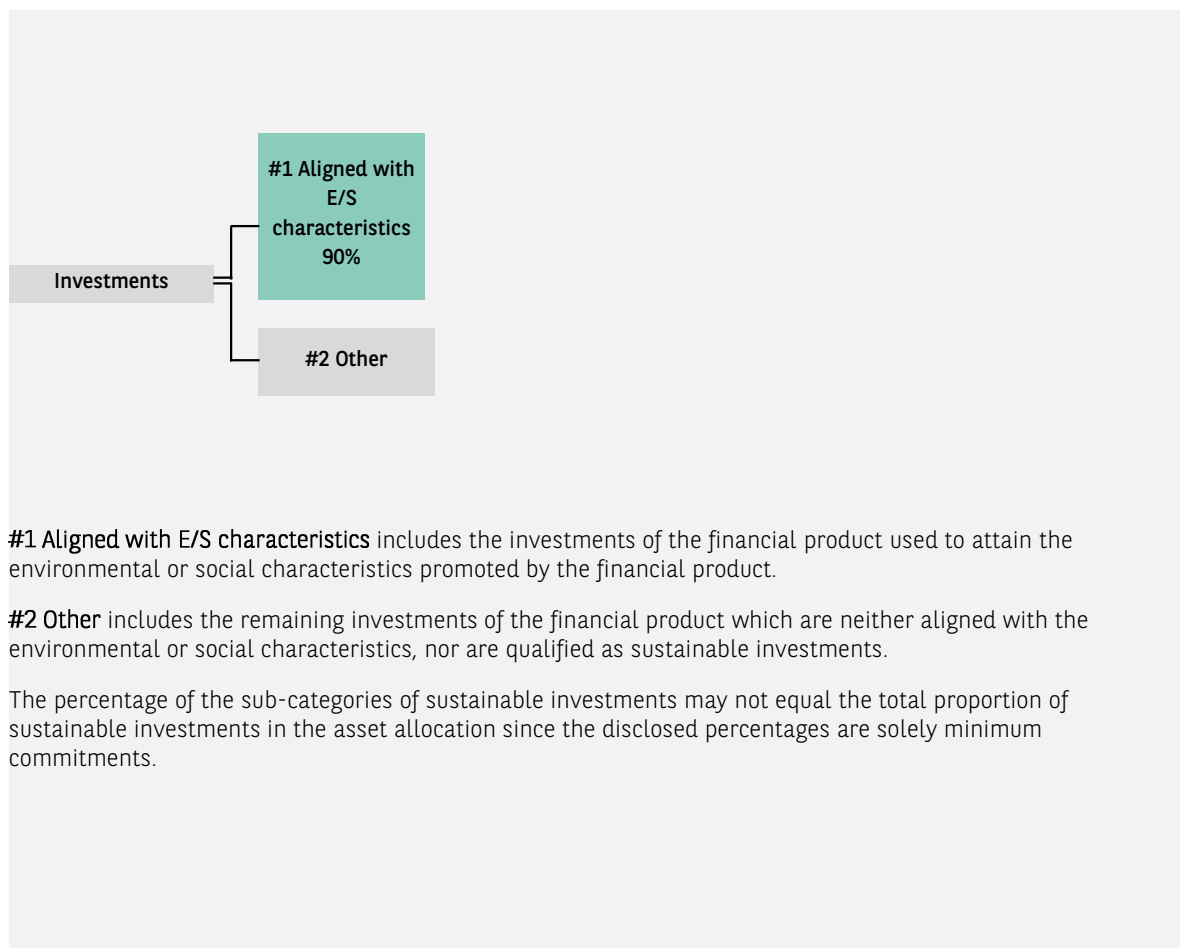 #1 Aligned with
E/S
characteristics
90%
Investments
#2 Other
#1 Aligned with E/S characteristics includes the investments of the financial product used to attain the
environmental or social characteristics promoted by the financial product.
#2 Other includes the remaining investments of the financial product which are neither aligned with the
environmental or social characteristics, nor are qualified as sustainable investments.
The percentage of the sub-categories of sustainable investments may not equal the total proportion of
sustainable investments in the asset allocation since the disclosed percentages are solely minimum
commitments.